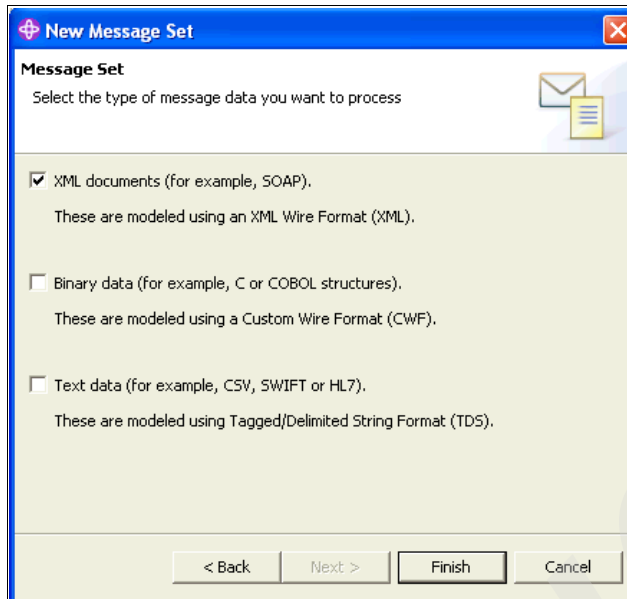 New Message Set
Message Set
Select the type of message data you want to process
XML documents (for example, SOAP).
These are modeled using an XML Wire Format (XML).
Binary data (for example, C or COBOL structures).
These are modeled using a Custom Wire Format (CWF).
Text data (for example, CSV, SWIFT or HL7).
These are modeled using Tagged/Delimited String Format (TDS).
< Back Next > Finish Cancel